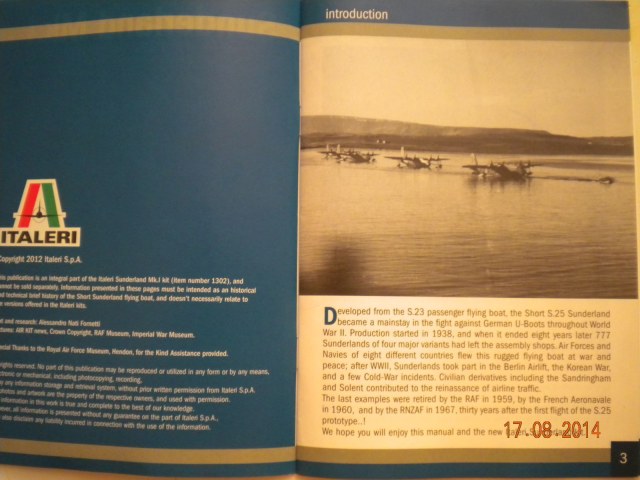 ITALERI
Copyright 2012 Italeri S.p.A.
This publication is an integral part of the Italeri Sunderland Mk.I kit (item number 1302), and
cannot be sold separately. Information presented in these pages must be intended as an historical
technical brief history of the Short Sunderland flying boat, and doesn't necessarily relate to
versions offered in the Italeri kits.
and research: Alessandro
AIR KIT news, Crown Copyright, RAF Museum, Imperial War Museum.
Special Thanks to the Royal Air Force Museum, Hendon, for the Kind Assistance provided.
rights reserved. No part of this publication may be reproduced or utilized in any form or by any means,
or mechanical, including photocopying, recording,
any information storage and retrieval system, without prior written permission from Italeri S.p.A.
and artwork are the property of their respective owners, and used with permission.
information in this work is true and complete to the best of our knowledge.
all information is presented without any guarantee on the part of Italeri S.p.A.,
also disclaim any liability incurred in connection with the use of the information.
introduction
Developed from the S.23 passenger flying boat, the Short S.25 Sunderland
became a mainstay in the fight against German U-Boots throughout World
War II. Production started in 1938, and when it ended eight years later 777
Sunderlands of four major variants had left the assembly shops. Air Forces and
Navies of eight different countries flew this rugged flying boat at war and
peace; after WWII, Sunderlands took part in the Berlin Airlift, the Korean War,
and a few Cold-War incidents. Civilian derivatives including the Sandringham
and Solent contributed to the reinassance of airline traffic.
The last examples were retired by the RAF in 1959, by the French Aeronavale
in 1960, and by the RNZAF in 1967, thirty years after the first flight of the S.25
prototype..!
We hope you will enjoy this manual and the new Italeri Sunderland
17 08 2014
3